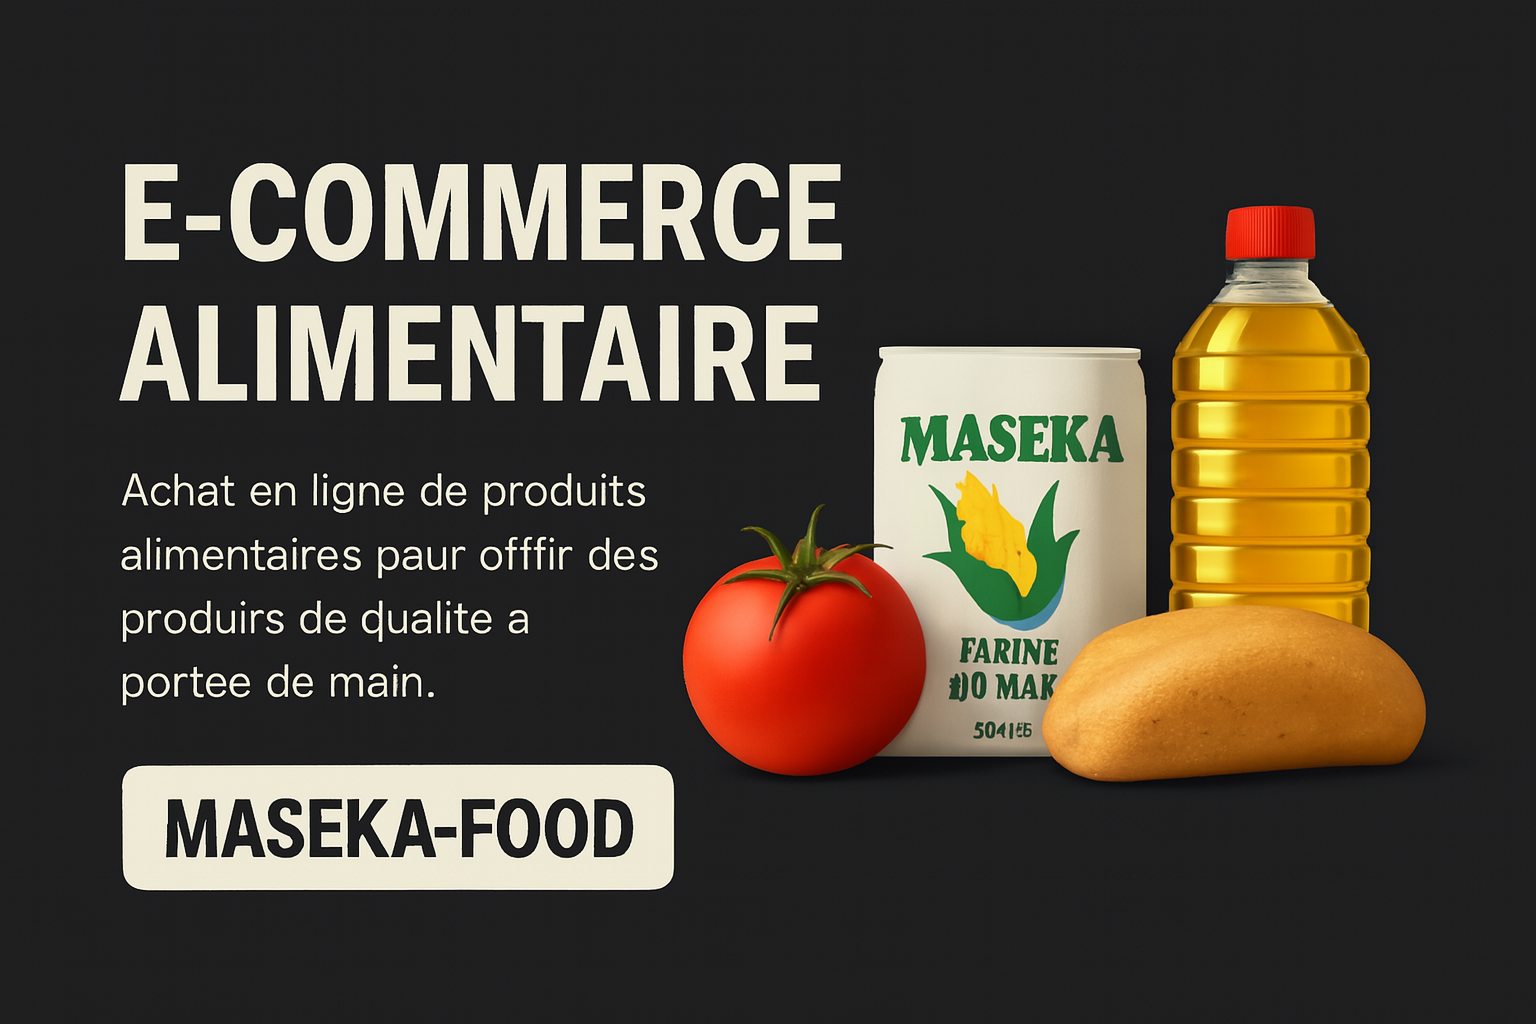 E-COMMERCE
ALIMENTAIRE
Achat en ligne de produits
alimentaires paur offfir des
produirs de qualite a
portee de main.
MASEKA-FOOD
MASEKA
FARINE
MAK